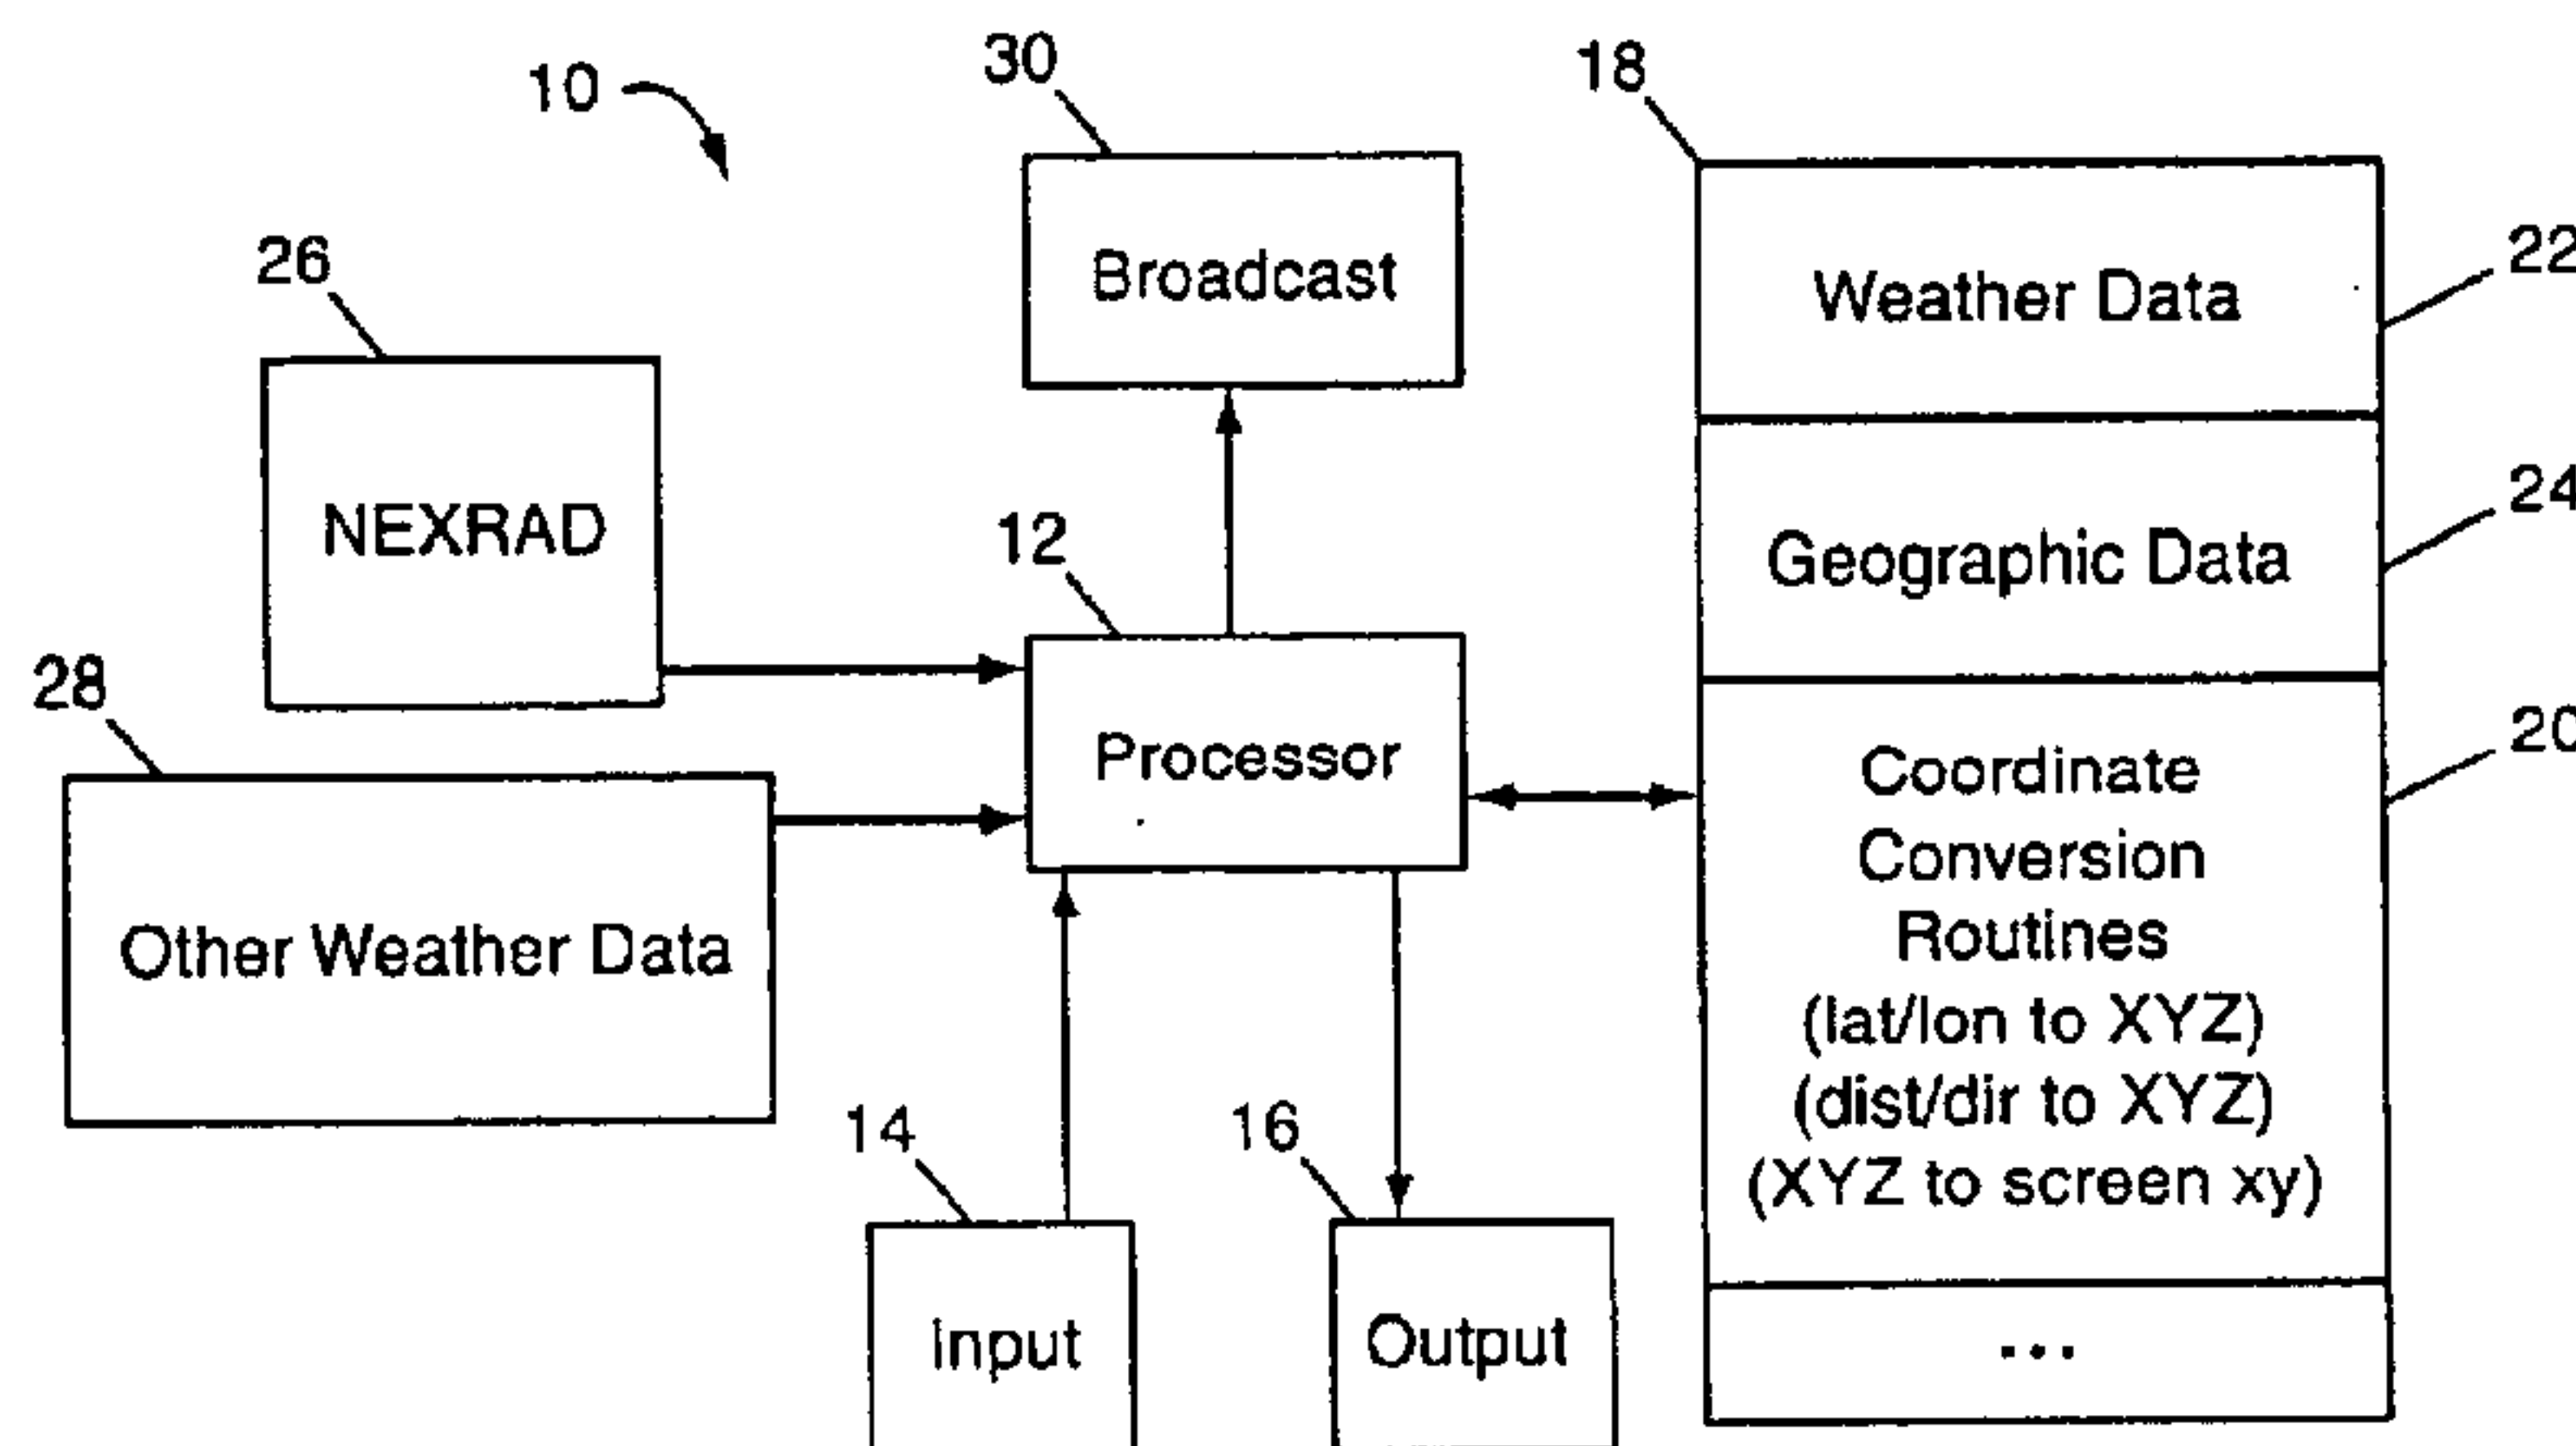 10
30
18
Broadcast
Weather Data
22
26
NEXRAD
Geographic Data
24
12
Processor
28
Other Weather Data
Coordinate
Conversion
Routines
(lat/lon to XYZ)
(dist/dir to XYZ)
(XYZ to screen xy)
20
14
Input
16
Output
...